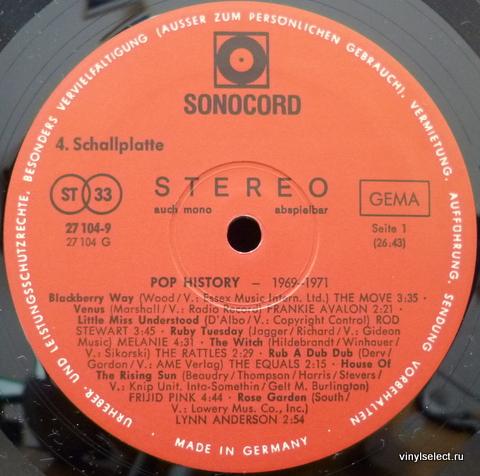 URHEBER- UND LEISTUNGSSCHUTZRECHTE, BESONDERS VERVIELFÄLTIGUNG (AUSSER ZUM PERSÖNLICHEN GEBRAUCH), VERMIETUNG, AUFFÜHRUNG, SENDUNG VORBEHALTEN
SONOCORD
4. Schallplatte
STEREO
ST 33
auch mono abspielbar
GEMA
27 104-9
27 104 G
Seite 1
(26.43)
POP HISTORY — 1969-1971
Blackberry Way (Wood/V.: Essex Music Intern. Ltd.) THE MOVE 3:35 ·
Venus (Marshall/V.: Radio Record) FRANKIE AVALON 2:21 ·
Little Miss Understood (D'Albo/V.: Copyright Control) ROD
STEWART 3:45 · Ruby Tuesday (Jagger/Richard/V.: Gideon
Music) MELANIE 4:31 · The Witch (Hildebrand/Winhauer/
V.: Sikorski) THE RATTLES 2:29 · Rub A Dub Dub (Derv/
Gordon/V.: AME Verlag) THE EQUALS 2:15 · House Of
The Rising Sun (Beaudry/Thompson/Harris/Stevers/
V.: Knip Unit. Inta-Somethin/Gelt M. Burlington)
FRIJID PINK 4:44 · Rose Garden (South/
V.: Lowery Mus. Co., Inc.)
LYNN ANDERSON 2:54
MADE IN GERMANY
vinylselect.ru